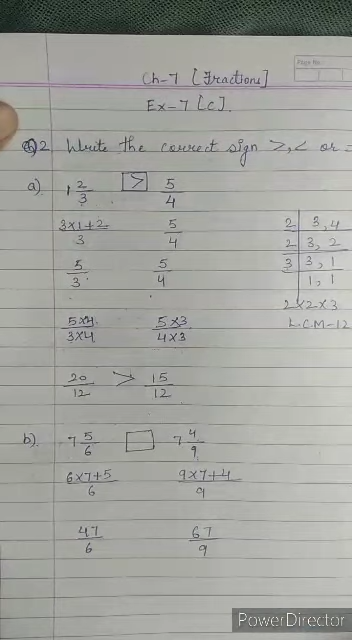 Page No.
Ch-7 [Fractions]
Ex-7 [C].
Q2 Write the correct sign >, < or =
a) 1 2/3 > 5/4
3×1+2/3 5/4
5/3 5/4
5×4/3×4 5×3/4×3
20/12 > 15/12
2 | 3, 4
2 | 3, 2
3 | 3, 1
1, 1
2×2×3
L.C.M-12
b). 7 5/6 7 4/9
6×7+5/6 9×7+4/9
47/6 67/9
PowerDirector